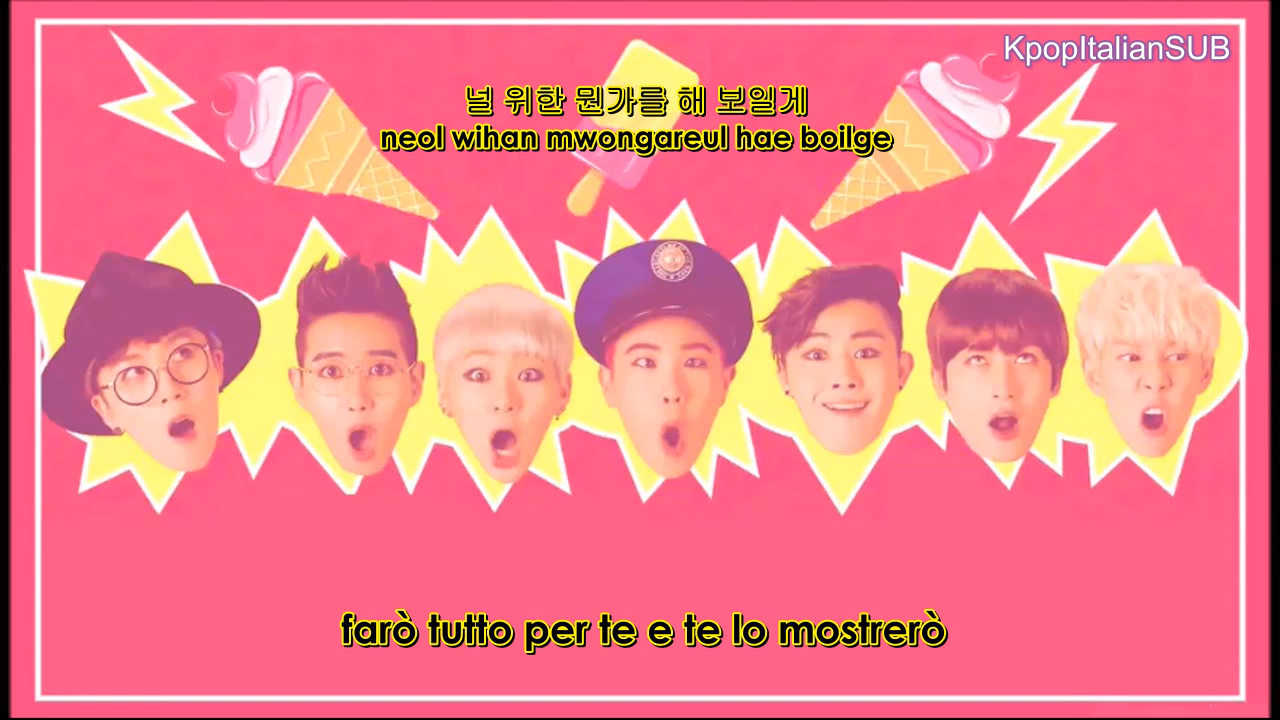 KpopItalianSUB
널 위한 뭔가를 해 보일게
neol wihan mwongareul hae boilge
farò tutto per te e te lo mostrerò